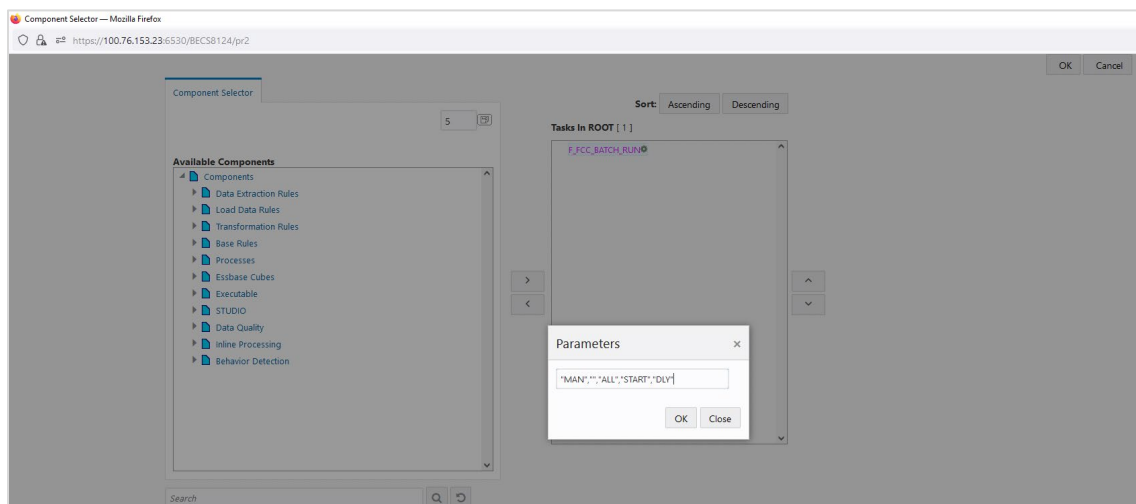 Component Selector — Mozilla Firefox
https://100.76.153.23:6530/BECS8124/pr2
OK Cancel
Component Selector
5
Available Components
Components
Data Extraction Rules
Load Data Rules
Transformation Rules
Base Rules
Processes
Essbase Cubes
Executable
STUDIO
Data Quality
Inline Processing
Behavior Detection
Search
Sort: Ascending Descending
Tasks In ROOT [ 1 ]
F_FCC_BATCH_RUN
>
<
Parameters ×
"MAN","","ALL","START","DLY"
OK Close